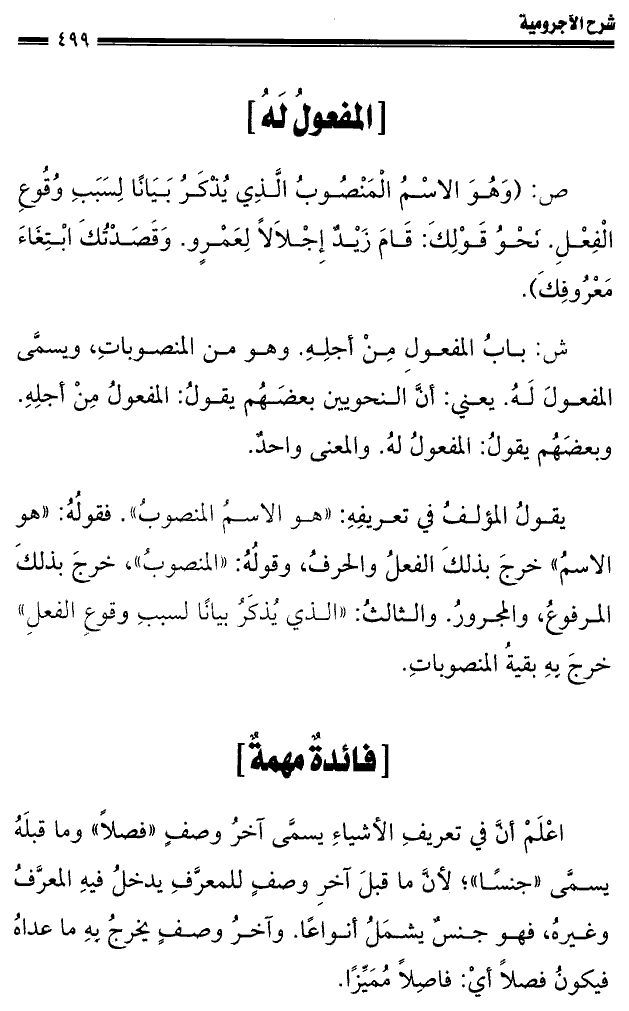 شرح الآجرومية
٤٩٩
[المفعولُ لَهُ]
ص: (وَهُوَ الاسْمُ الْمَنْصُوبُ الَّذِي يُذْكَرُ بَيَانًا لِسَبَبِ وُقُوعِ
الْفِعْلِ. نَحْوُ قَوْلِكَ: قَامَ زَيْدٌ إِجْلَالاً لِعَمْرٍو. وَقَصَدْتُكَ ابْتِغَاءَ
مَعْرُوفِكَ).
ش: بابُ المفعولِ مِنْ أجلِهِ. وهو من المنصوباتِ، ويسمَّى
المفعولَ لَهُ. يعني: أنَّ النحويين بعضَهُم يقولُ: المفعولُ مِنْ أجلِهِ.
وبعضَهُم يقولُ: المفعولُ لهُ. والمعنى واحدٌ.
يقولُ المؤلفُ في تعريفِهِ: «هو الاسمُ المنصوبُ». فقولُهُ: «هو
الاسمُ» خرجَ بذلكَ الفعلُ والحرفُ، وقولُهُ: «المنصوبُ»، خرجَ بذلكَ
المرفوعُ، والمجرورُ. والثالثُ: «الذي يُذكَرُ بيانًا لسببِ وقوعِ الفعلِ»
خرجَ بِهِ بقيةُ المنصوباتِ.
[فائدةٌ مهمةٌ]
اعْلَمْ أنَّ في تعريفِ الأشياءِ يسمَّى آخرُ وصفٍ «فصلاً» وما قبلَهُ
يسمَّى «جنسًا»؛ لأنَّ ما قبلَ آخرِ وصفٍ للمعرَّفِ يدخلُ فيهِ المعرَّفُ
وغيرُهُ، فهو جنسٌ يشمَلُ أنواعًا. وآخرُ وصفٍ يخرجُ بِهِ ما عداهُ
فيكونُ فصلاً أيْ: فاصلاً مُمَيِّزًا.